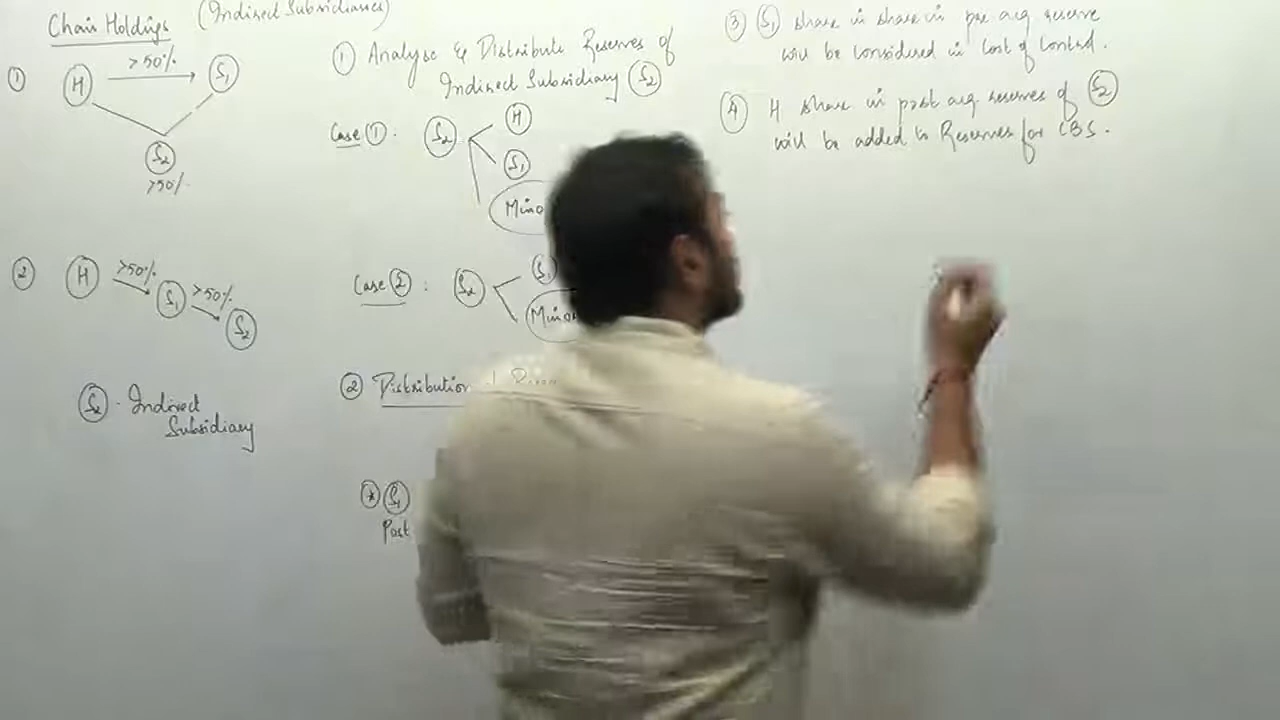 Chain Holdings (Indirect Subsidiaries)
① H >50% S₁
S₂
>50%
② H >50% S₁ >50% S₂
S₂ - Indirect
Subsidiary
① Analyse & Distribute Reserves of
Indirect Subsidiary S₂
Case ① : S₂ H
S₁
Mino
Case ② : S₂ S₁
Mino
② Distribution
* S₁
Post
③ S₁ share in share in pre acq reserve
will be considered in Cost of Control.
④ H share in post acq. reserves of S₂
will be added to Reserves for CBS.